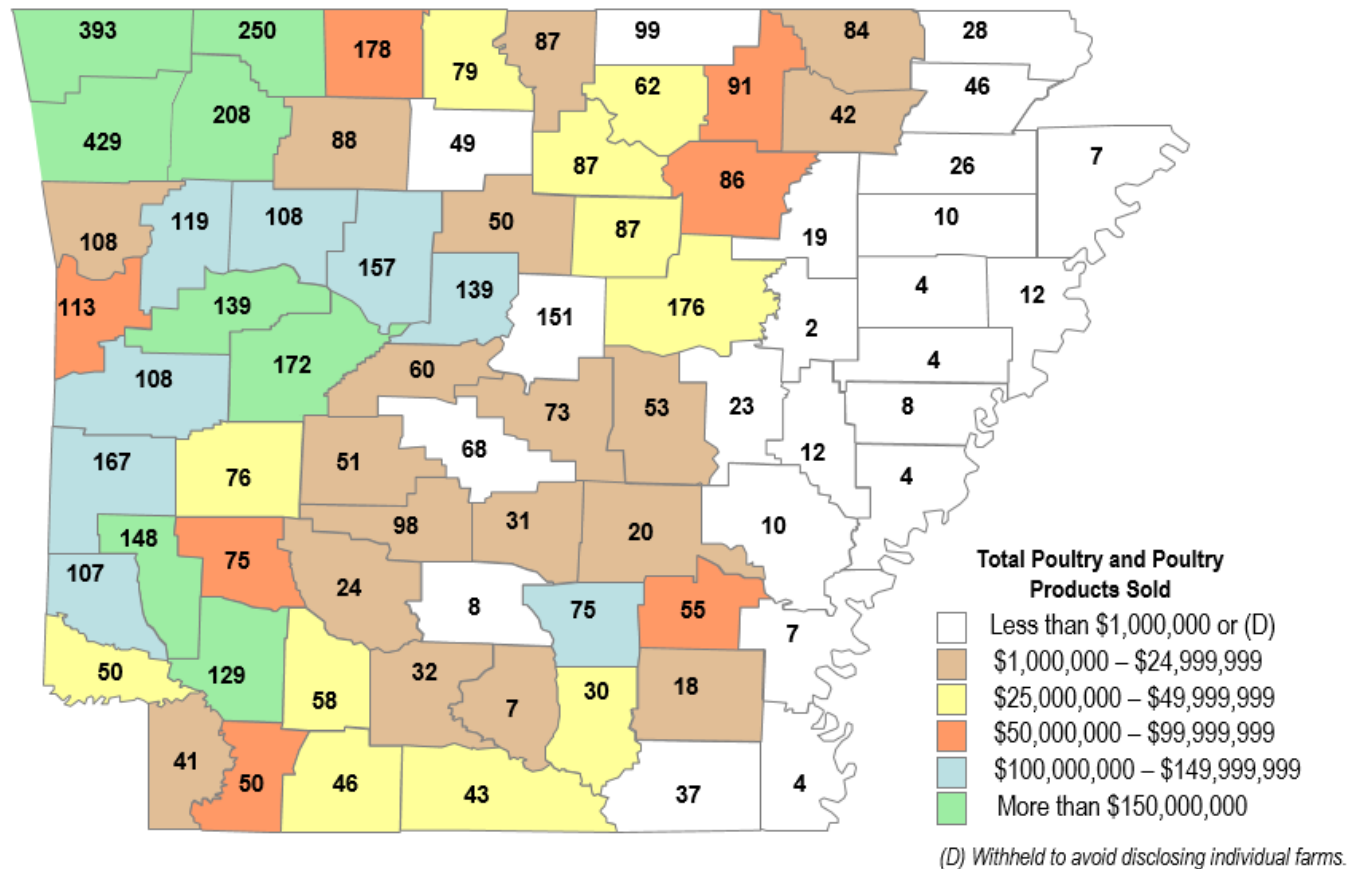 393 250 178 79 87 99 84 28
62 91 46
429 208 88 49 42
87 86 26 7
108 119 108 50 87 19 10
157
113 139 139 151 176 4 12
2
108 172 60 4
73 53 23 8
167 76 51 68 12 4
148 98 31 20 10
107 75 24 8 75 55 7
50 129 58 32 7 30 18
41 50 46 43 37 4
Total Poultry and Poultry
Products Sold
Less than $1,000,000 or (D)
$1,000,000 – $24,999,999
$25,000,000 – $49,999,999
$50,000,000 – $99,999,999
$100,000,000 – $149,999,999
More than $150,000,000
(D) Withheld to avoid disclosing individual farms.